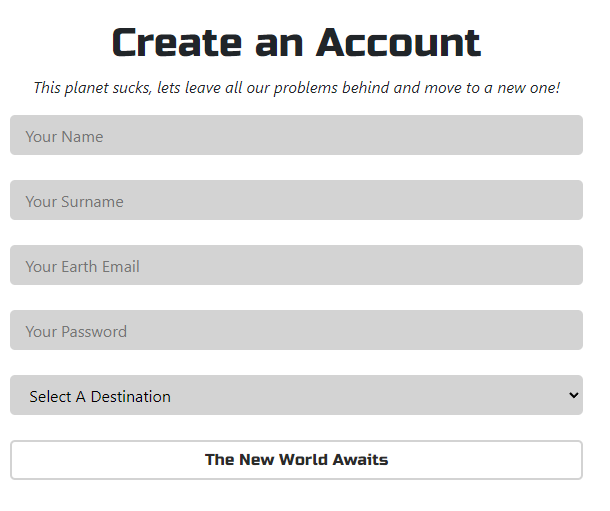 Create an Account
This planet sucks, lets leave all our problems behind and move to a new one!
Your Name
Your Surname
Your Earth Email
Your Password
Select A Destination
The New World Awaits